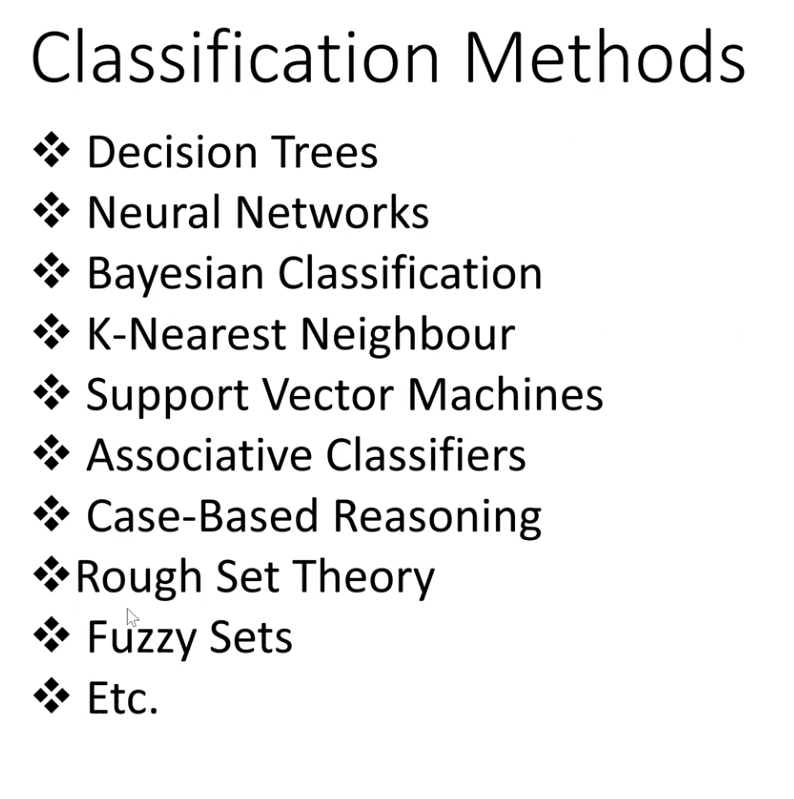 Classification Methods
❖ Decision Trees
❖ Neural Networks
❖ Bayesian Classification
❖ K-Nearest Neighbour
❖ Support Vector Machines
❖ Associative Classifiers
❖ Case-Based Reasoning
❖Rough Set Theory
❖ Fuzzy Sets
❖ Etc.